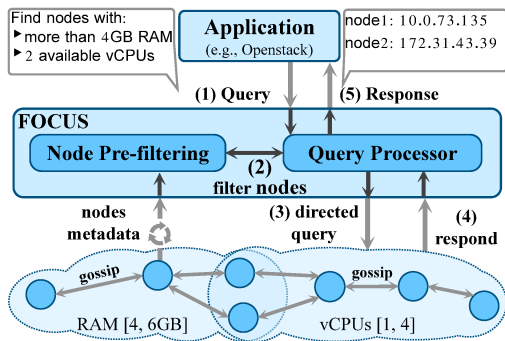 Find nodes with:
more than 4GB RAM
2 available vCPUs
Application
(e.g., Openstack)
node1: 10.0.73.135
node2: 172.31.43.39
(1) Query
(5) Response
FOCUS
Node Pre-filtering
(2)
filter nodes
Query Processor
nodes
metadata
(3) directed
query
(4)
respond
gossip
gossip
RAM [4, 6GB]
vCPUs [1, 4]